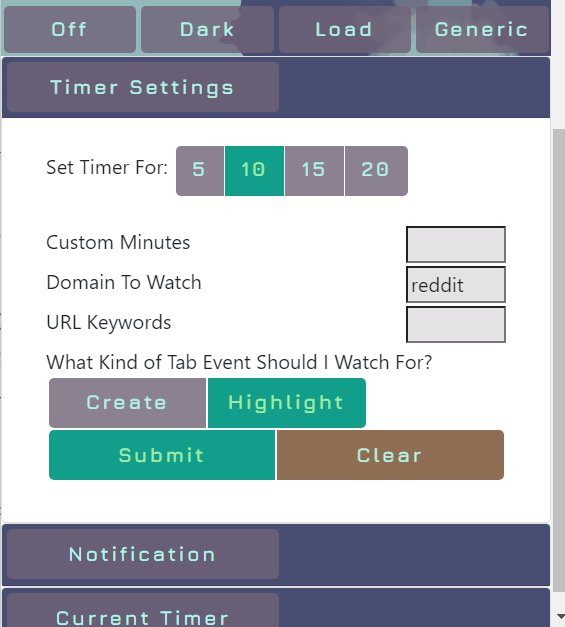 Off Dark Load Generic
Timer Settings
Set Timer For: 5 10 15 20
Custom Minutes
Domain To Watch reddit
URL Keywords
What Kind of Tab Event Should I Watch For?
Create Highlight
Submit Clear
Notification
Current Timer